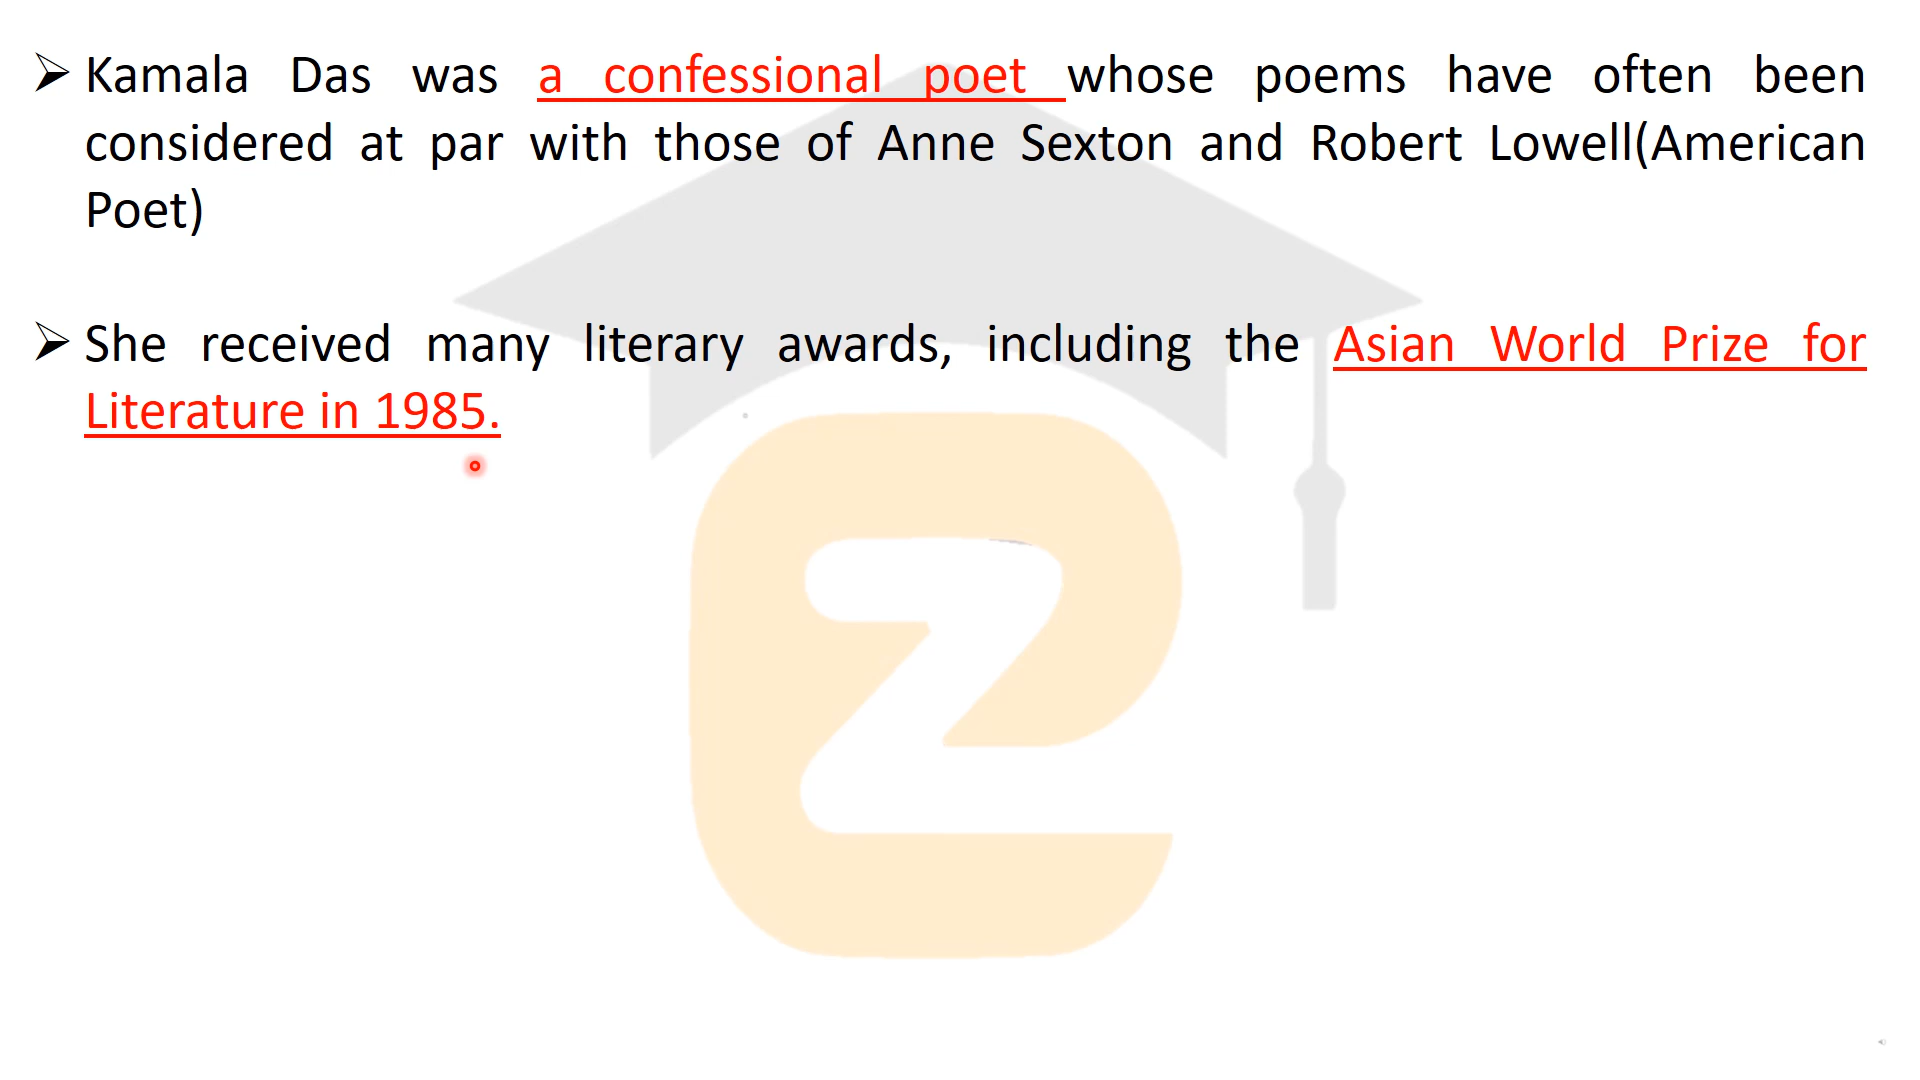 Kamala Das was a confessional poet whose poems have often been
considered at par with those of Anne Sexton and Robert Lowell(American
Poet)
She received many literary awards, including the Asian World Prize for
Literature in 1985.